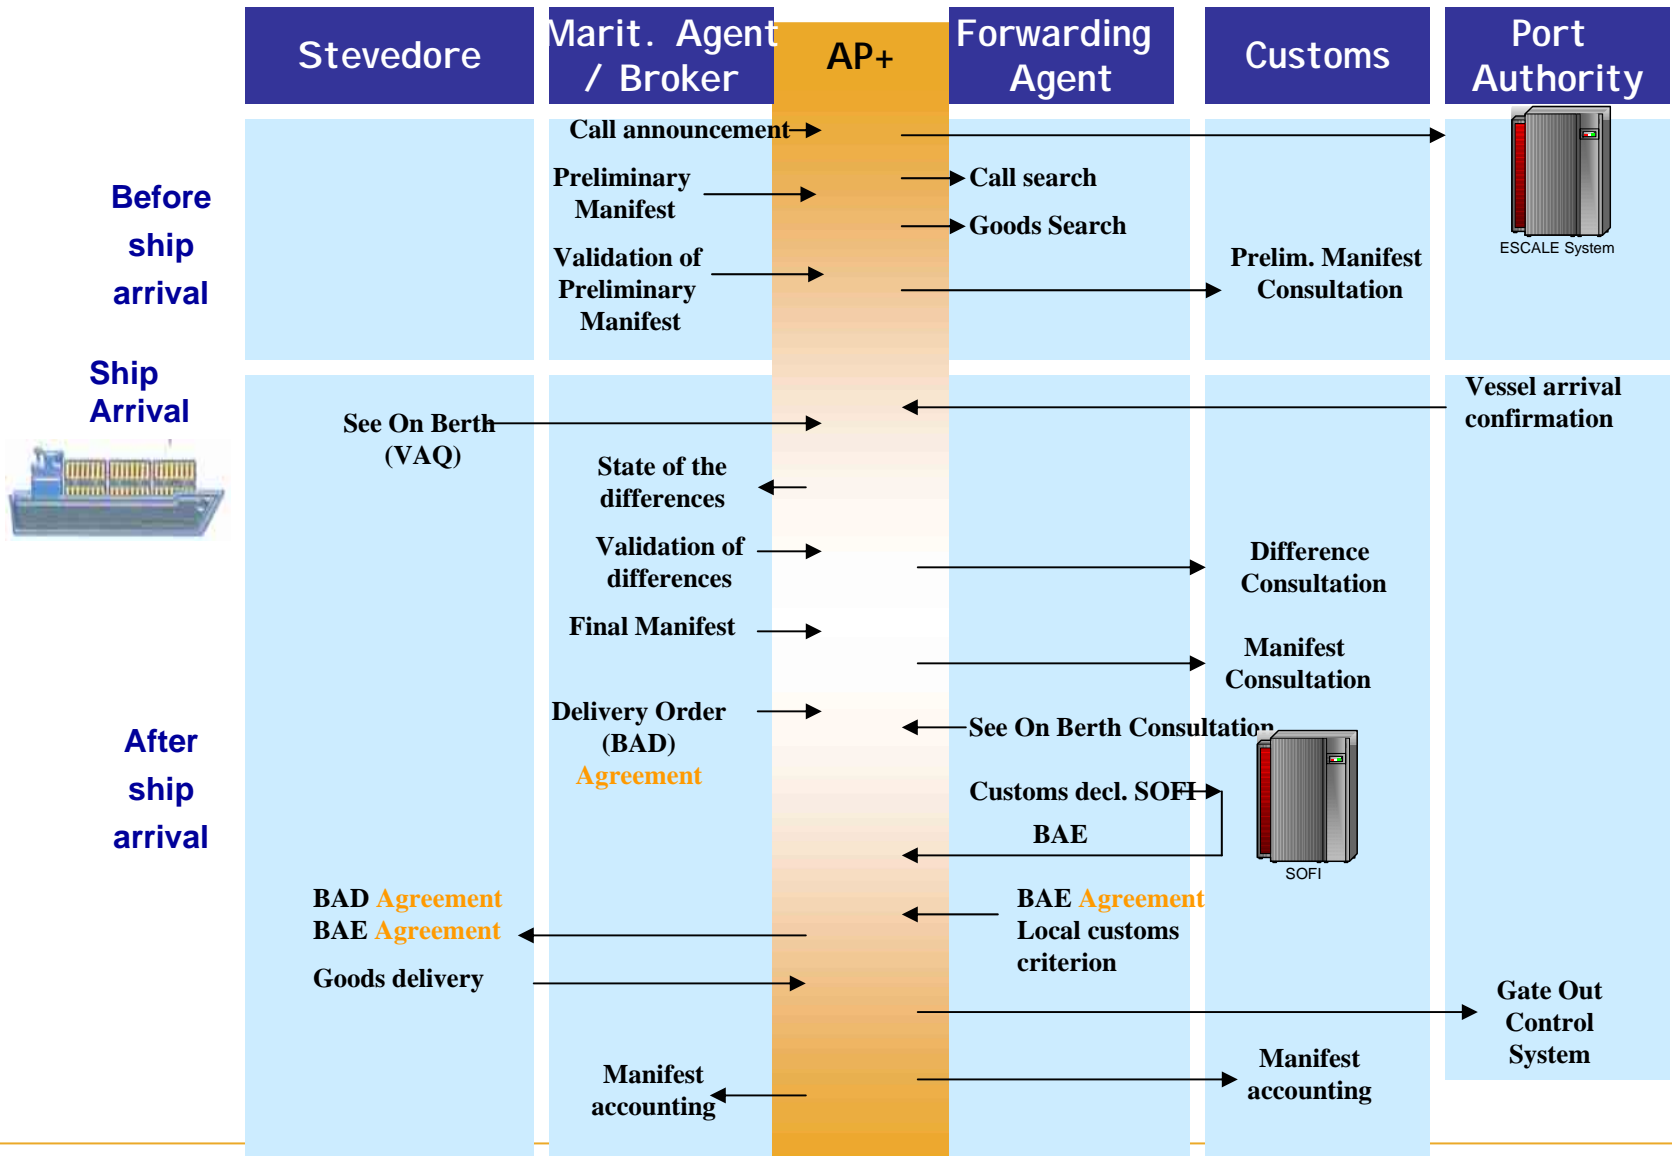 Stevedore
Marit. Agent
/ Broker
AP+
Forwarding
Agent
Customs
Port
Authority
Before
ship
arrival
Call announcement
Preliminary
Manifest
Validation of
Preliminary
Manifest
Call search
Goods Search
Prelim. Manifest
Consultation
ESCALE System
Ship
Arrival
See On Berth
(VAQ)
Vessel arrival
confirmation
State of the
differences
Validation of
differences
Difference
Consultation
Final Manifest
Manifest
Consultation
After
ship
arrival
Delivery Order
(BAD)
Agreement
See On Berth Consultation
Customs decl. SOFI
BAE
SOFI
BAD Agreement
BAE Agreement
BAE Agreement
Local customs
criterion
Goods delivery
Gate Out
Control
System
Manifest
accounting
Manifest
accounting